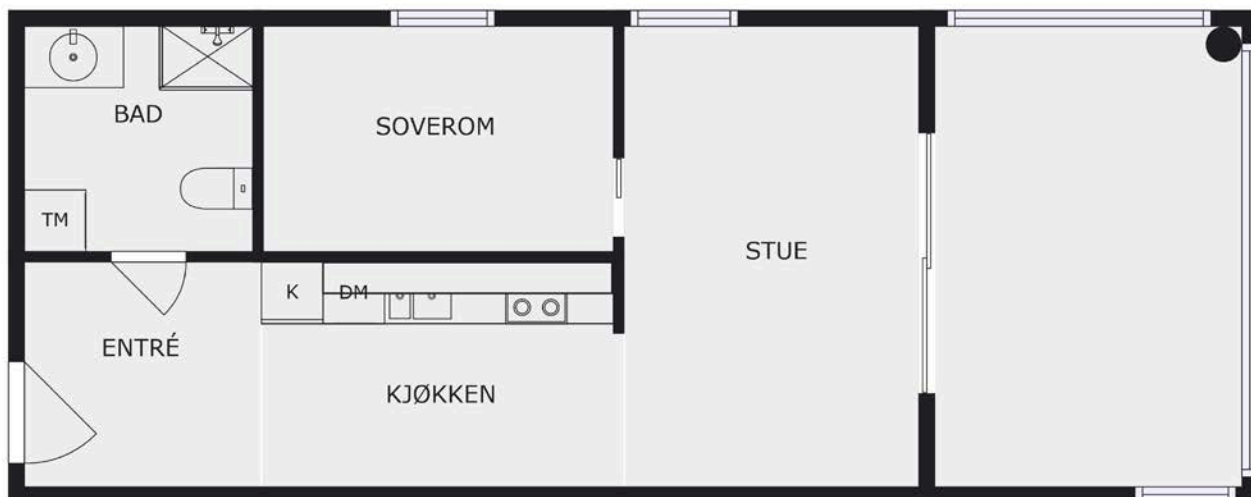 BAD
SOVEROM
TM
STUE
K
DM
ENTRÉ
KJØKKEN